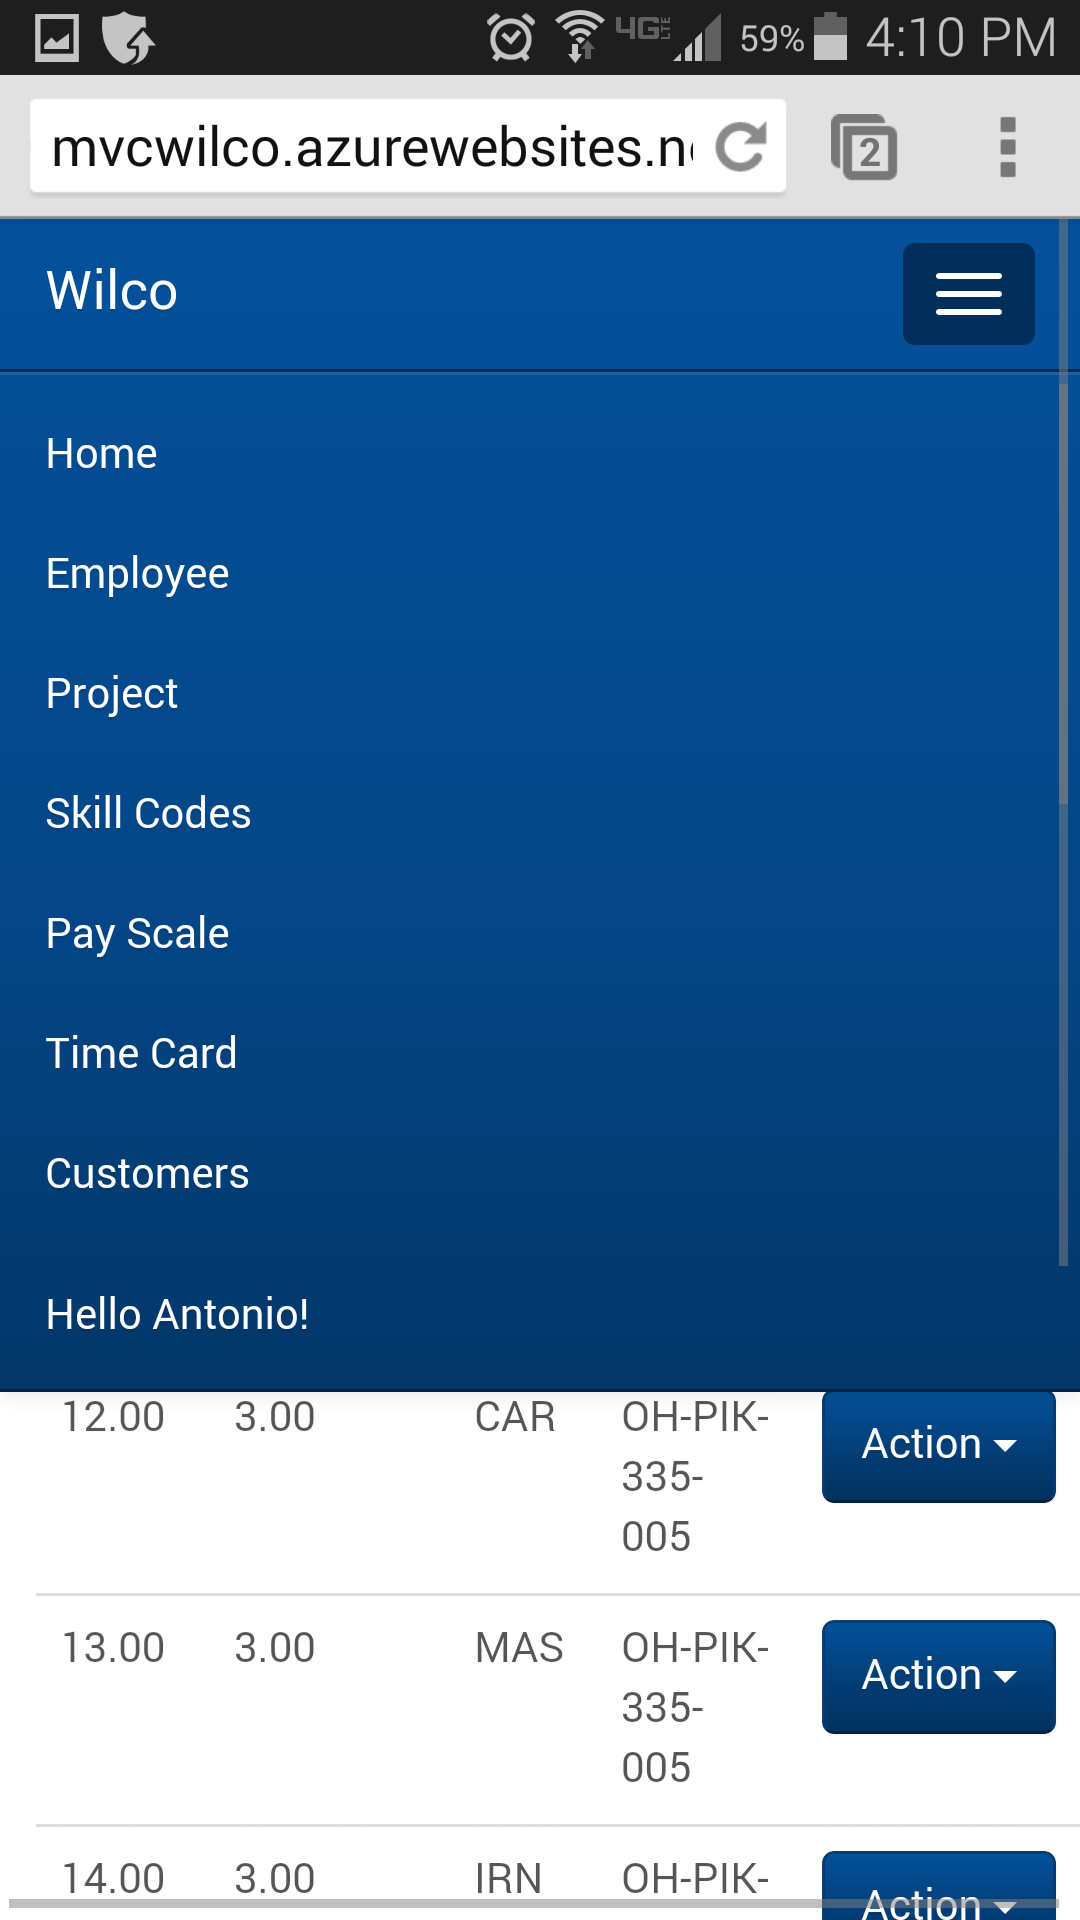 4G LTE 59% 4:10 PM
mvcwilco.azurewebsites.n
2
Wilco
Home
Employee
Project
Skill Codes
Pay Scale
Time Card
Customers
Hello Antonio!
12.00 3.00 CAR OH-PIK- Action
335-
005
13.00 3.00 MAS OH-PIK- Action
335-
005
14.00 3.00 IRN OH-PIK- Action